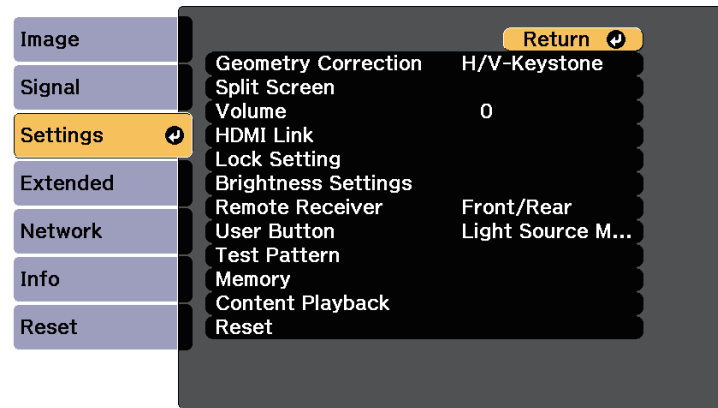 Image
Signal
Settings
Extended
Network
Info
Reset
Return
Geometry Correction H/V-Keystone
Split Screen
Volume 0
HDMI Link
Lock Setting
Brightness Settings
Remote Receiver Front/Rear
User Button Light Source M...
Test Pattern
Memory
Content Playback
Reset